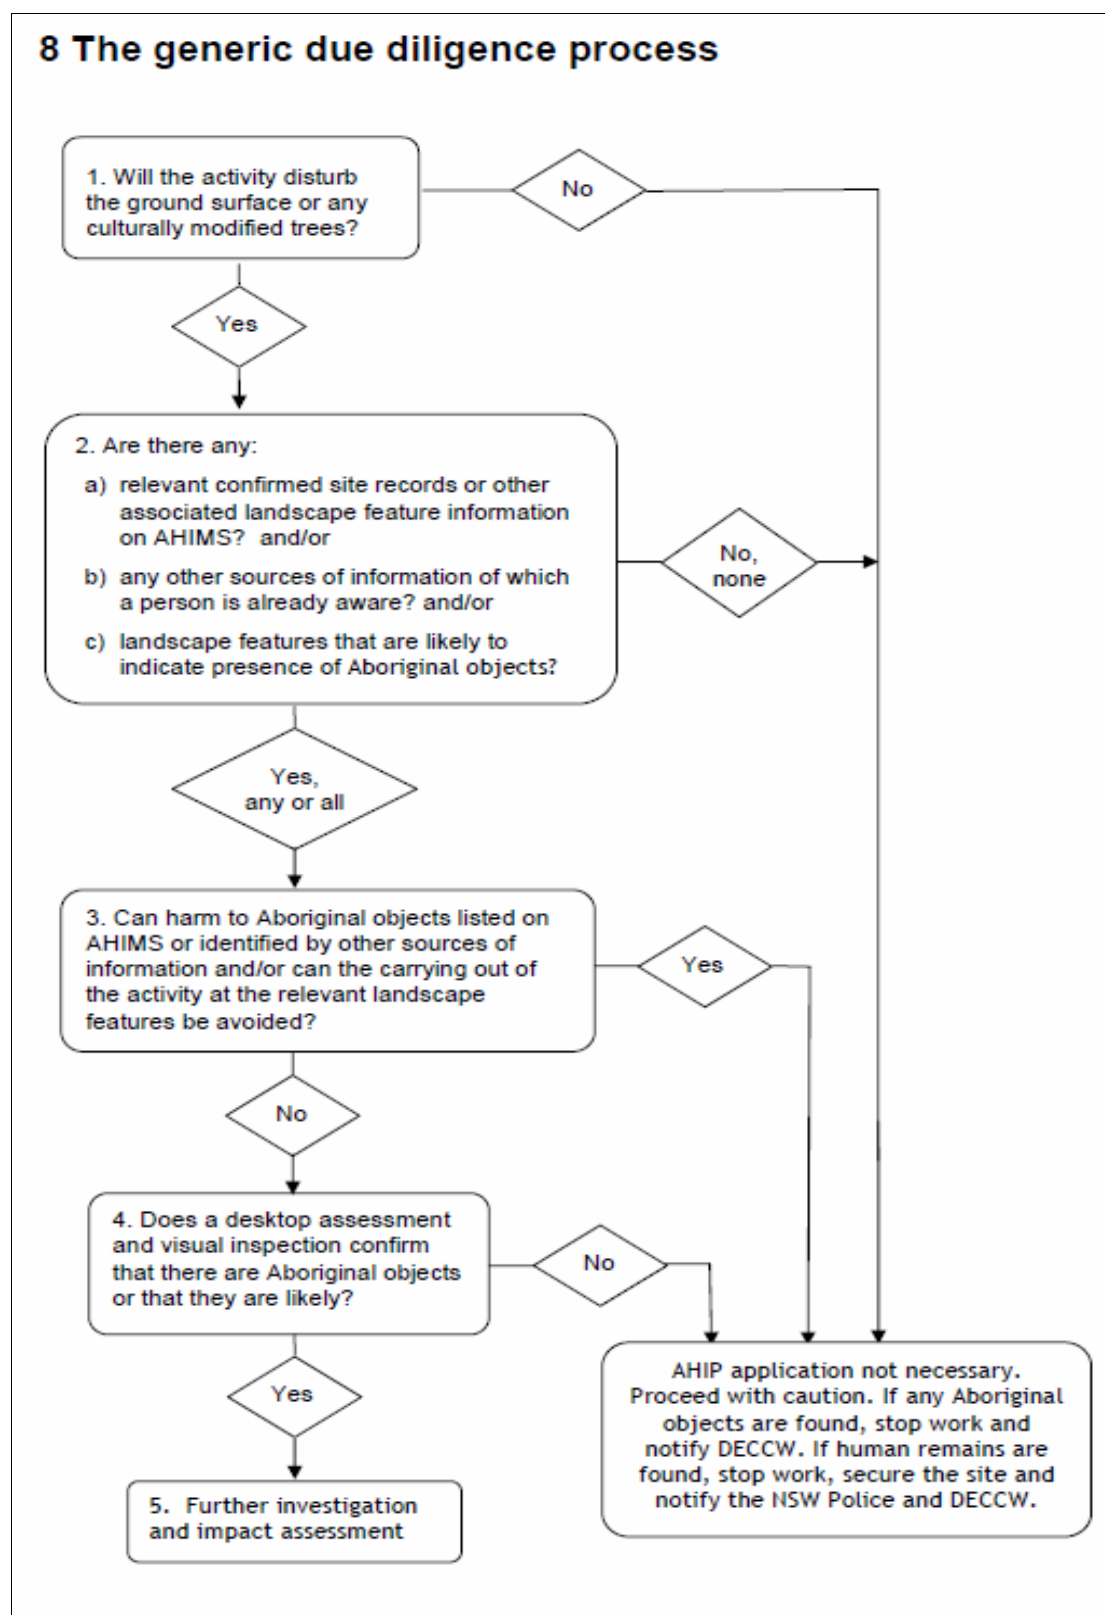 8 The generic due diligence process
1. Will the activity disturb
the ground surface or any
culturally modified trees?
No
Yes
2. Are there any:
a) relevant confirmed site records or other
associated landscape feature information
on AHIMS? and/or
b) any other sources of information of which
a person is already aware? and/or
c) landscape features that are likely to
indicate presence of Aboriginal objects?
No,
none
Yes,
any or all
3. Can harm to Aboriginal objects listed on
AHIMS or identified by other sources of
information and/or can the carrying out of
the activity at the relevant landscape
features be avoided?
Yes
No
4. Does a desktop assessment
and visual inspection confirm
that there are Aboriginal objects
or that they are likely?
No
Yes
AHIP application not necessary.
Proceed with caution. If any Aboriginal
objects are found, stop work and
notify DECCW. If human remains are
found, stop work, secure the site and
notify the NSW Police and DECCW.
5. Further investigation
and impact assessment